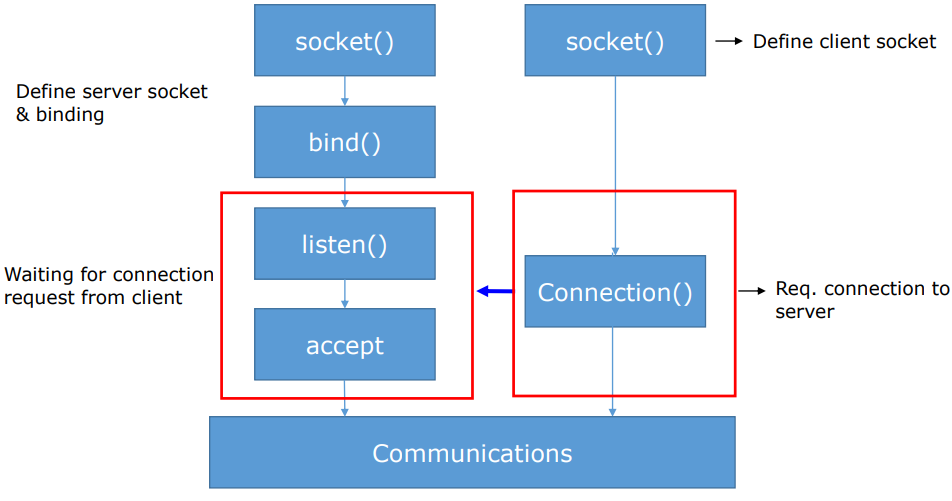 socket()
socket()
Define client socket
Define server socket
& binding
bind()
listen()
Waiting for connection
request from client
Connection()
Req. connection to
server
accept
Communications